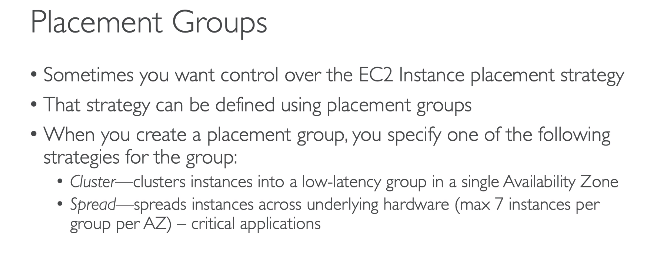 Placement Groups
• Sometimes you want control over the EC2 Instance placement strategy
• That strategy can be defined using placement groups
• When you create a placement group, you specify one of the following
strategies for the group:
• Cluster—clusters instances into a low-latency group in a single Availability Zone
• Spread—spreads instances across underlying hardware (max 7 instances per
group per AZ) – critical applications